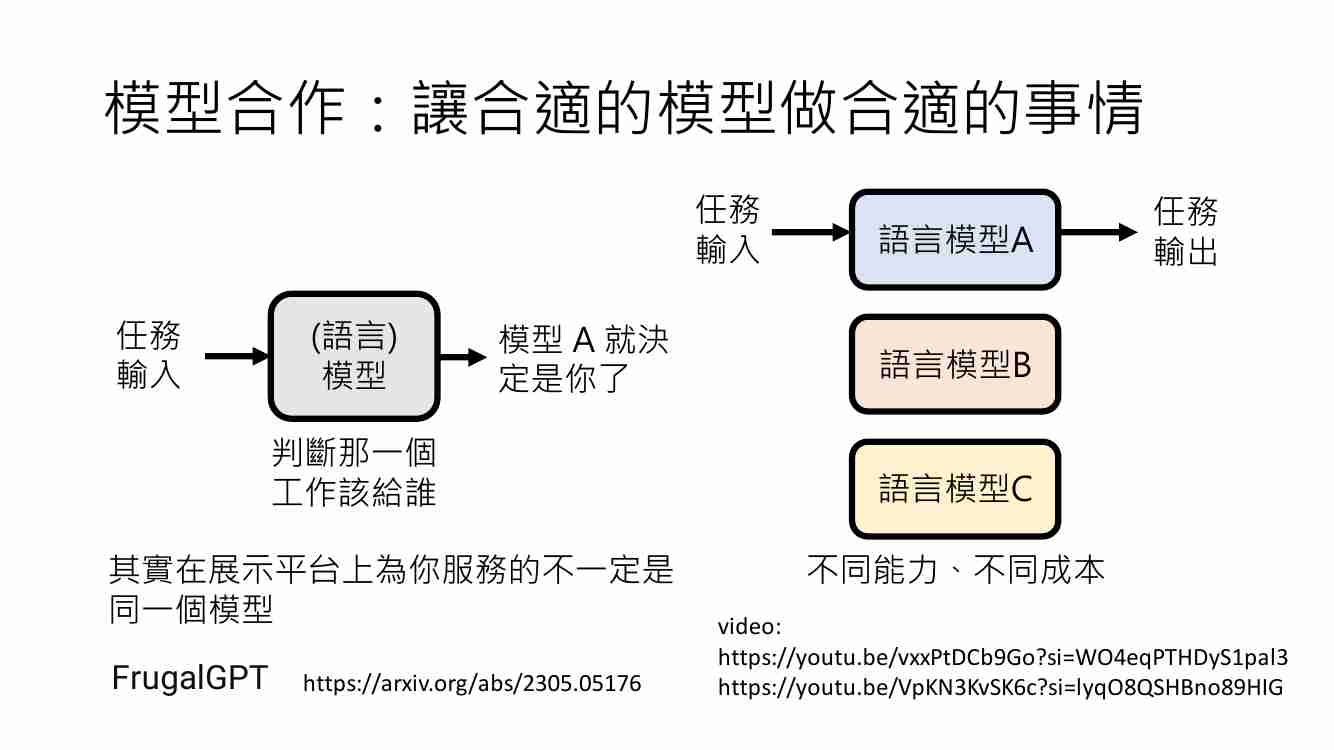 模型合作：讓合適的模型做合適的事情
任務
輸入
(語言)
模型
模型 A 就決
定是你了
判斷那一個
工作該給誰
其實在展示平台上為你服務的不一定是
同一個模型
FrugalGPT
https://arxiv.org/abs/2305.05176
任務
輸入
語言模型A
任務
輸出
語言模型B
語言模型C
不同能力、不同成本
video:
https://youtu.be/vxxPtDCb9Go?si=WO4eqPTHDyS1pal3
https://youtu.be/VpKN3KvSK6c?si=lyqO8QSHBno89HIG